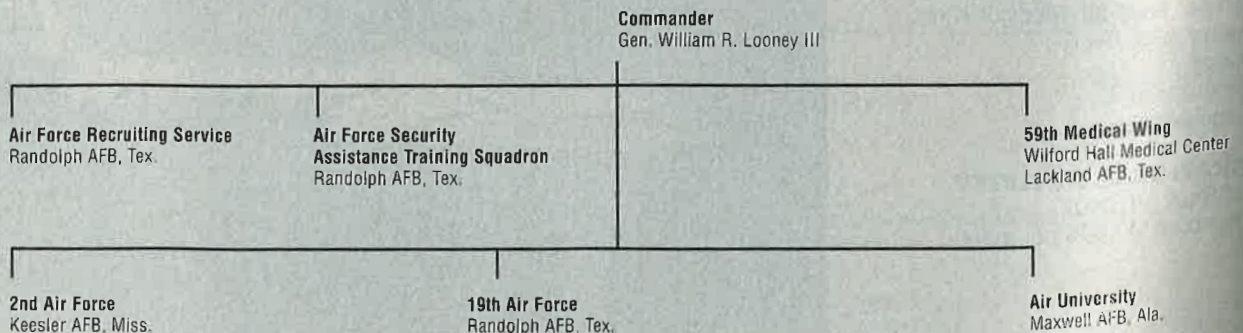 Commander
Gen. William R. Looney III
Air Force Recruiting Service
Randolph AFB, Tex.
Air Force Security
Assistance Training Squadron
Randolph AFB, Tex.
59th Medical Wing
Wilford Hall Medical Center
Lackland AFB, Tex.
2nd Air Force
Keesler AFB, Miss.
19th Air Force
Randolph AFB, Tex.
Air University
Maxwell AFB, Ala.